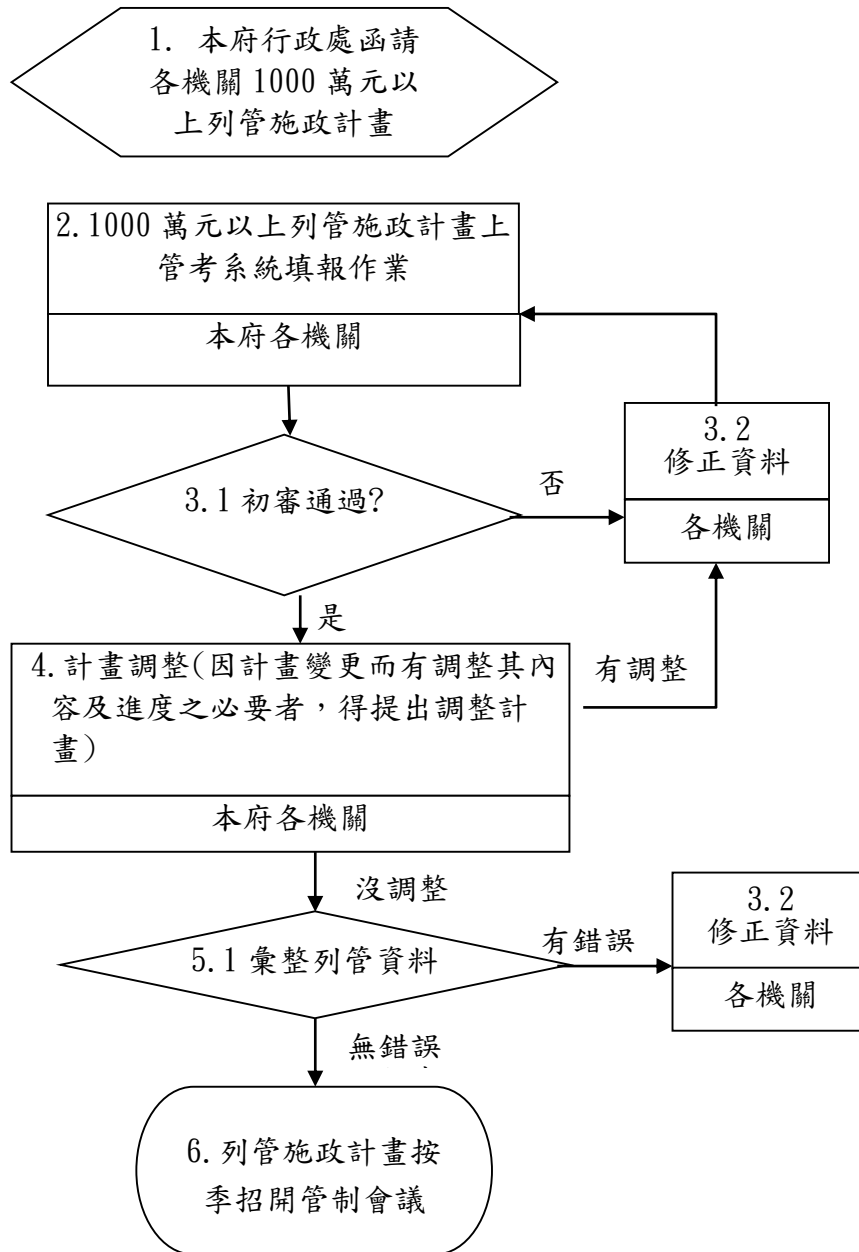 1. 本府行政處函請
各機關 1000 萬元以
上列管施政計畫
2.1000 萬元以上列管施政計畫上
管考系統填報作業
本府各機關
3.1 初審通過?
否
3.2
修正資料
各機關
是
4.計畫調整(因計畫變更而有調整其內
容及進度之必要者，得提出調整計
畫)
有調整
本府各機關
沒調整
5.1 彙整列管資料
有錯誤
3.2
修正資料
各機關
無錯誤
6.列管施政計畫按
季招開管制會議